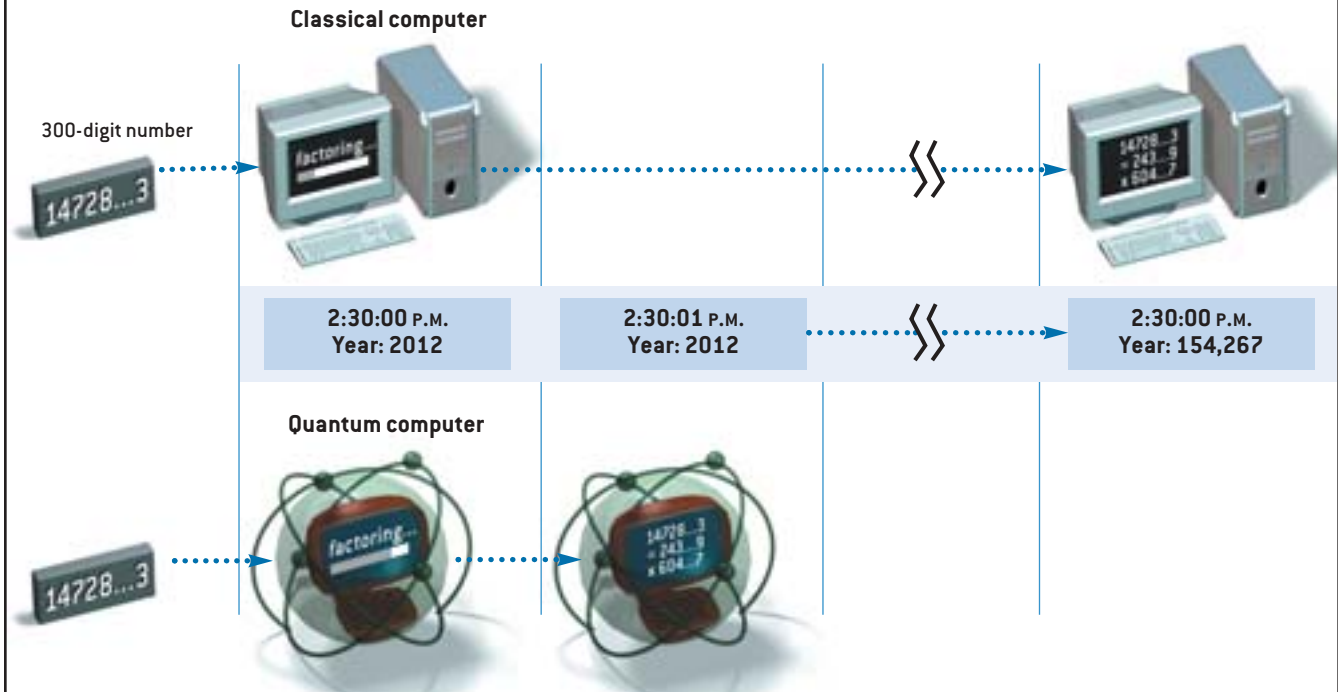 Classical computer
300-digit number
14728...3
factoring...
14728...3
= 243...9
x 604...7
2:30:00 P.M.
Year: 2012
2:30:01 P.M.
Year: 2012
2:30:00 P.M.
Year: 154,267
Quantum computer
14728...3
factoring...
14728...3
= 243...9
x 604...7